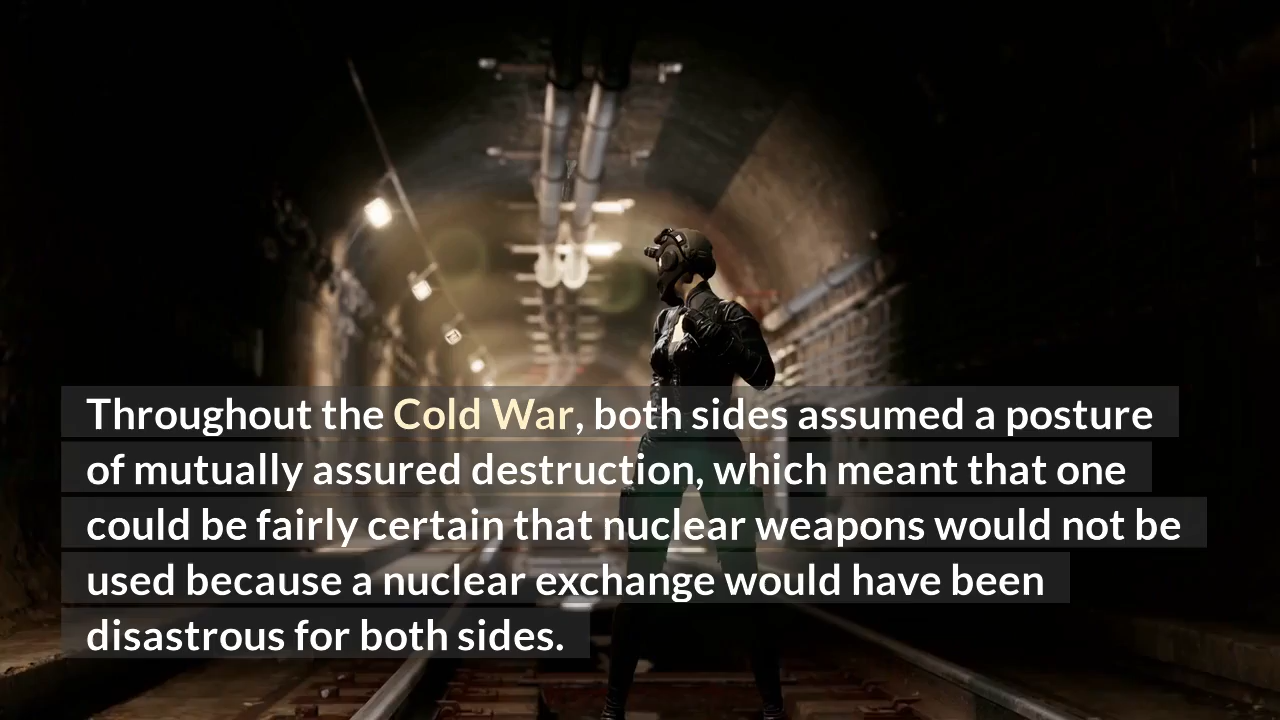 Throughout the Cold War, both sides assumed a posture
of mutually assured destruction, which meant that one
could be fairly certain that nuclear weapons would not be
used because a nuclear exchange would have been
disastrous for both sides.